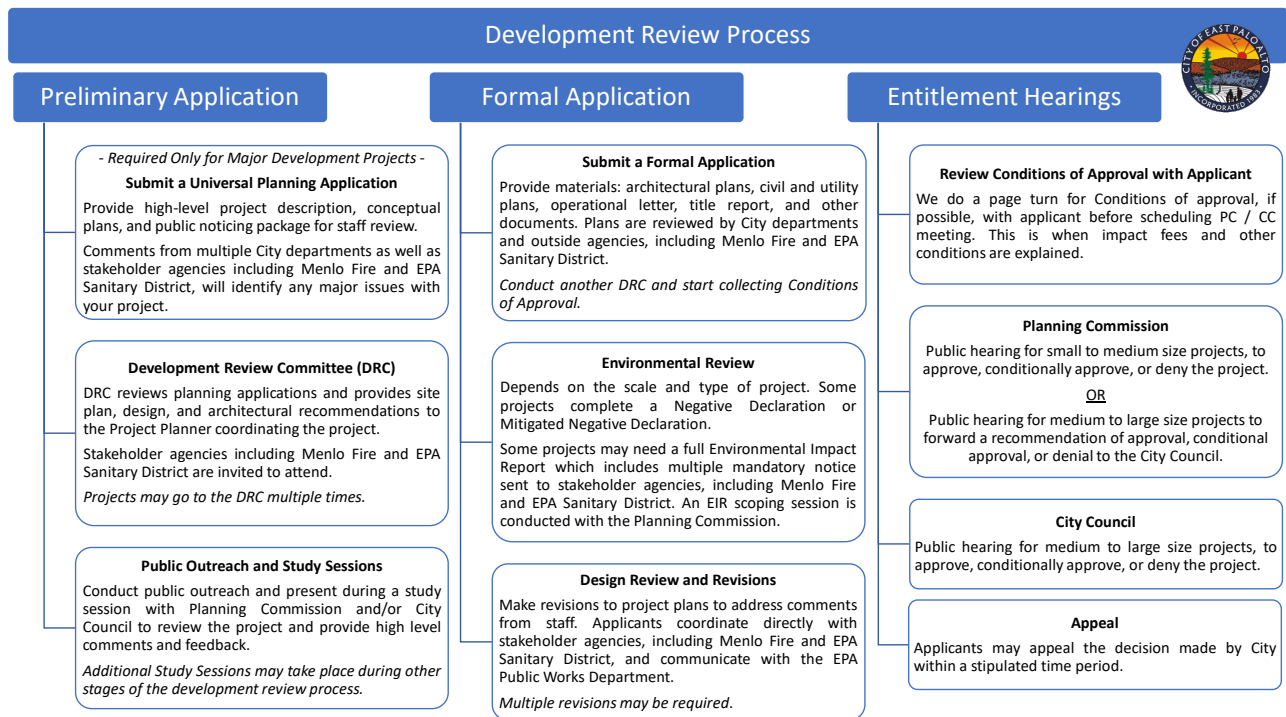 Development Review Process
CITY OF EAST PALO ALTO
INCORPORATED 1983
Preliminary Application
- Required Only for Major Development Projects -
Submit a Universal Planning Application
Provide high-level project description, conceptual
plans, and public noticing package for staff review.
Comments from multiple City departments as well as
stakeholder agencies including Menlo Fire and EPA
Sanitary District, will identify any major issues with
your project.
Development Review Committee (DRC)
DRC reviews planning applications and provides site
plan, design, and architectural recommendations to
the Project Planner coordinating the project.
Stakeholder agencies including Menlo Fire and EPA
Sanitary District are invited to attend.
Projects may go to the DRC multiple times.
Public Outreach and Study Sessions
Conduct public outreach and present during a study
session with Planning Commission and/or City
Council to review the project and provide high level
comments and feedback.
Additional Study Sessions may take place during other
stages of the development review process.
Formal Application
Submit a Formal Application
Provide materials: architectural plans, civil and utility
plans, operational letter, title report, and other
documents. Plans are reviewed by City departments
and outside agencies, including Menlo Fire and EPA
Sanitary District.
Conduct another DRC and start collecting Conditions
of Approval.
Environmental Review
Depends on the scale and type of project. Some
projects complete a Negative Declaration or
Mitigated Negative Declaration.
Some projects may need a full Environmental Impact
Report which includes multiple mandatory notice
sent to stakeholder agencies, including Menlo Fire
and EPA Sanitary District. An EIR scoping session is
conducted with the Planning Commission.
Design Review and Revisions
Make revisions to project plans to address comments
from staff. Applicants coordinate directly with
stakeholder agencies, including Menlo Fire and EPA
Sanitary District, and communicate with the EPA
Public Works Department.
Multiple revisions may be required.
Entitlement Hearings
Review Conditions of Approval with Applicant
We do a page turn for Conditions of approval, if
possible, with applicant before scheduling PC / CC
meeting. This is when impact fees and other
conditions are explained.
Planning Commission
Public hearing for small to medium size projects, to
approve, conditionally approve, or deny the project.
OR
Public hearing for medium to large size projects to
forward a recommendation of approval, conditional
approval, or denial to the City Council.
City Council
Public hearing for medium to large size projects, to
approve, conditionally approve, or deny the project.
Appeal
Applicants may appeal the decision made by City
within a stipulated time period.